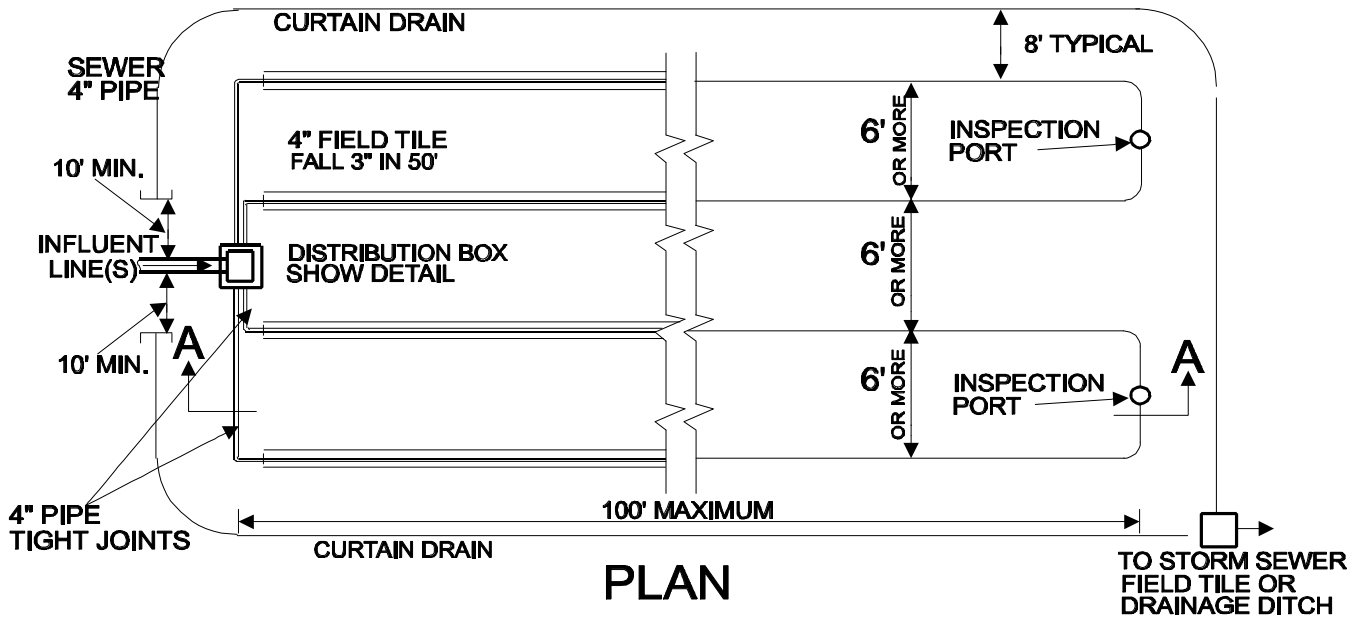 CURTAIN DRAIN
8' TYPICAL
SEWER
4" PIPE
4" FIELD TILE
FALL 3" IN 50'
6'
OR MORE
INSPECTION
PORT
10' MIN.
INFLUENT
LINE(S)
DISTRIBUTION BOX
SHOW DETAIL
6'
OR MORE
10' MIN.
A
6'
OR MORE
INSPECTION
PORT
A
4" PIPE
TIGHT JOINTS
100' MAXIMUM
CURTAIN DRAIN
PLAN
TO STORM SEWER
FIELD TILE OR
DRAINAGE DITCH